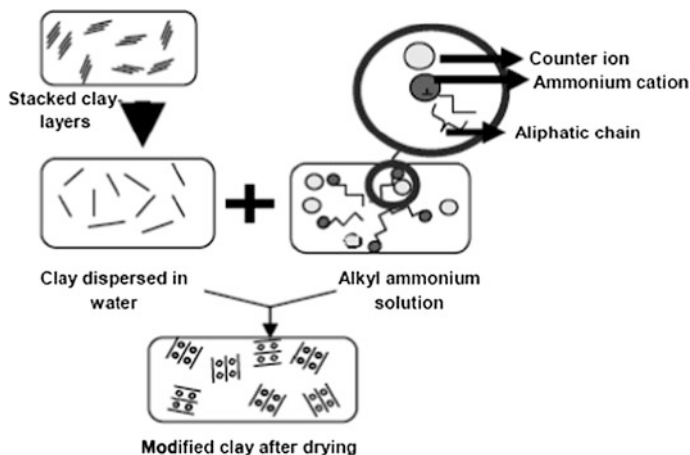 Counter ion
Ammonium cation
Aliphatic chain
Stacked clay
layers
Clay dispersed in
water
Alkyl ammonium
solution
Modified clay after drying